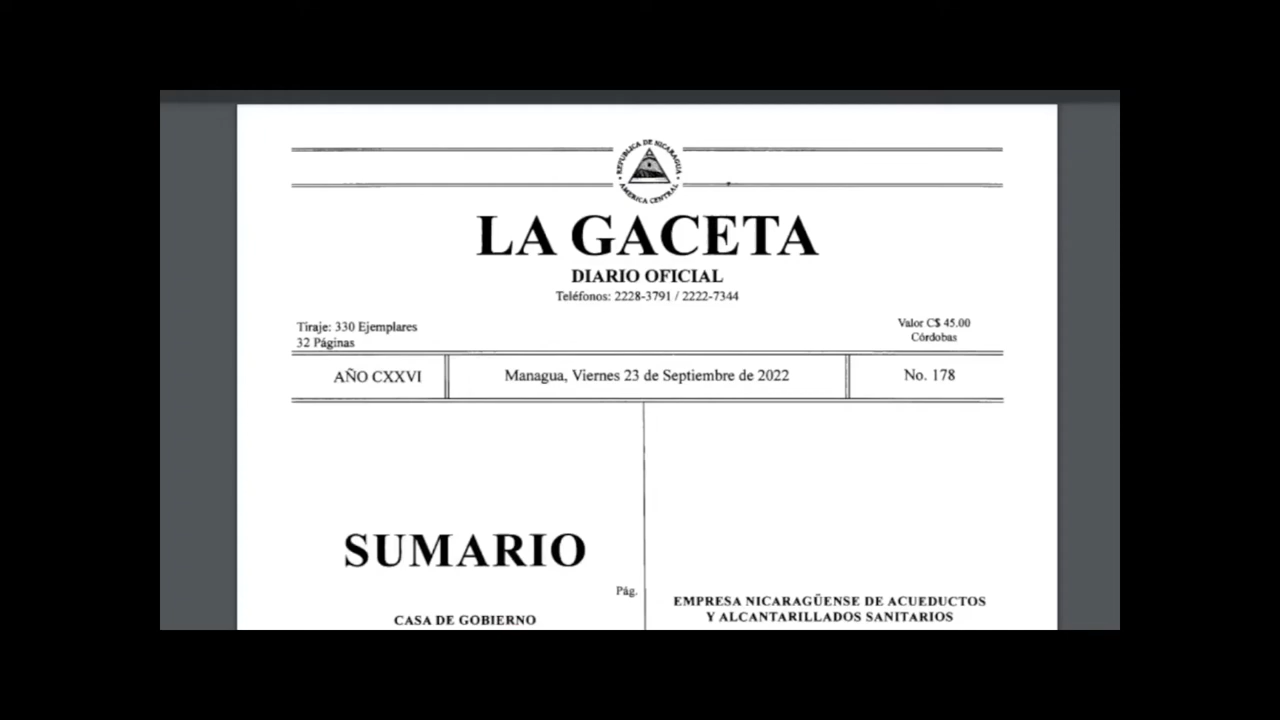 REPUBLICA DE NICARAGUA
AMERICA CENTRAL
LA GACETA
DIARIO OFICIAL
Teléfonos: 2228-3791 / 2222-7344
Tiraje: 330 Ejemplares
32 Páginas
Valor C$ 45.00
Córdobas
AÑO CXXVI
Managua, Viernes 23 de Septiembre de 2022
No. 178
SUMARIO
Pág.
CASA DE GOBIERNO
EMPRESA NICARAGÜENSE DE ACUEDUCTOS
Y ALCANTARILLADOS SANITARIOS